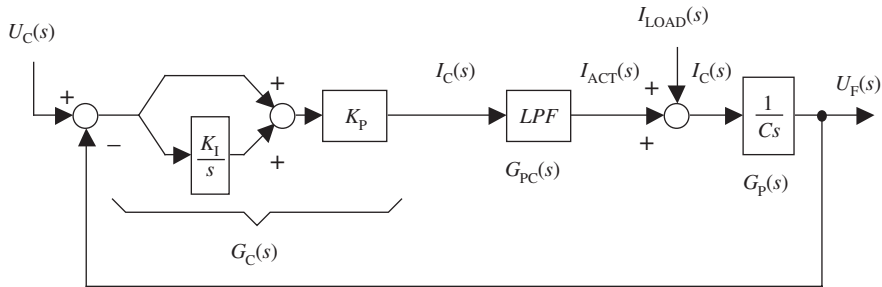 I_LOAD(s)
U_C(s)
I_C(s) I_ACT(s) I_C(s) U_F(s)
+ + + 
K_P LPF 1/Cs
+ −
K_I/s
+ +
G_PC(s) G_P(s)
G_C(s)